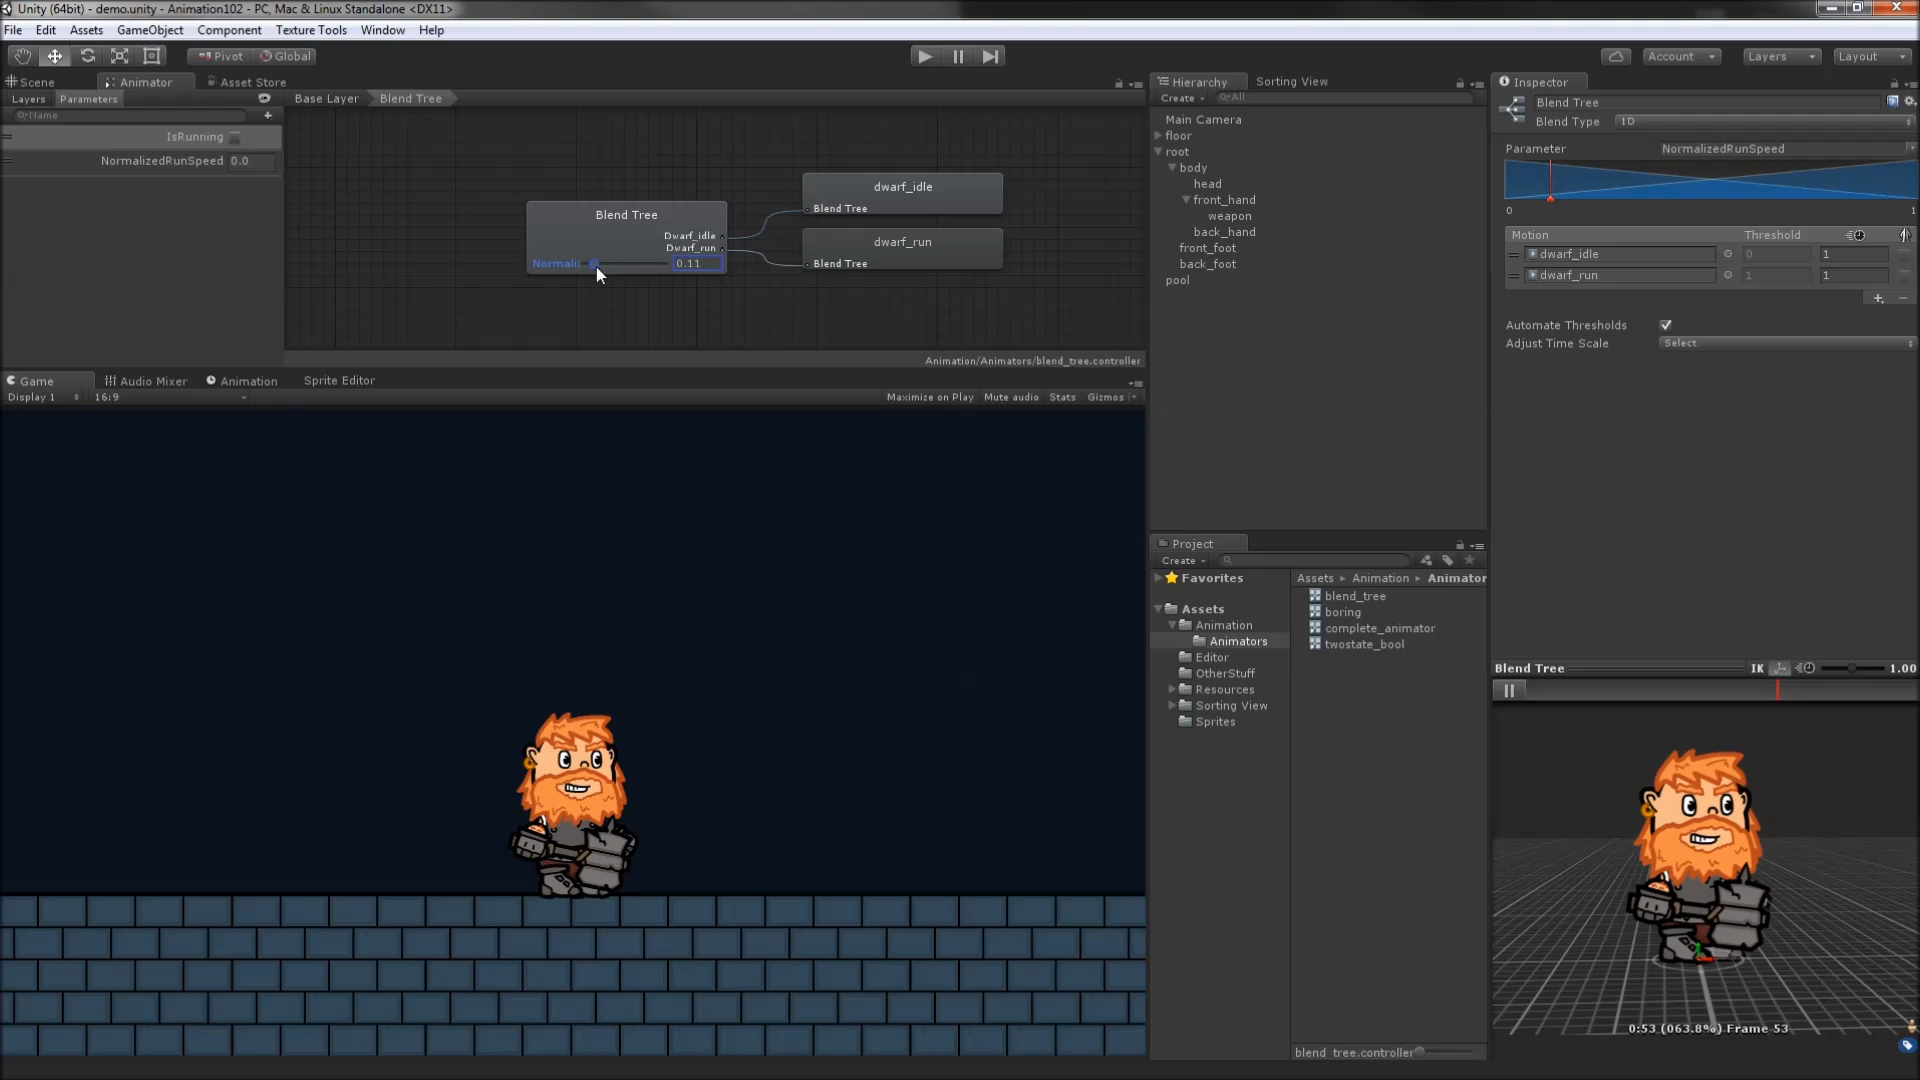 Unity (64bit) - demo.unity - Animation102 - PC, Mac & Linux Standalone <DX11>
File Edit Assets GameObject Component Texture Tools Window Help
Pivot Global Account Layers Layout
Scene Animator Asset Store
Layers Parameters
Name
IsRunning
NormalizedRunSpeed 0.0
Base Layer Blend Tree
Blend Tree
Dwarf_idle
Dwarf_run
Normali: 0.11
dwarf_idle
Blend Tree
dwarf_run
Blend Tree
Animation/Animators/blend_tree.controller
Game Audio Mixer Animation Sprite Editor
Display 1 16:9 Maximize on Play Mute audio Stats Gizmos
Hierarchy Sorting View
Create All
Main Camera
floor
root
body
head
front_hand
weapon
back_hand
front_foot
back_foot
pool
Project
Create
Favorites
Assets
Animation
Animators
Editor
OtherStuff
Resources
Sorting View
Sprites
Assets Animation Animator
blend_tree
boring
complete_animator
twostate_bool
blend_tree.controller
Inspector
Blend Tree
Blend Type 1D
Parameter NormalizedRunSpeed
0 1
Motion Threshold
dwarf_idle 0 1
dwarf_run 1 1
Automate Thresholds
Adjust Time Scale Select
Blend Tree IK 1.00
0:53 (063.8%) Frame 53